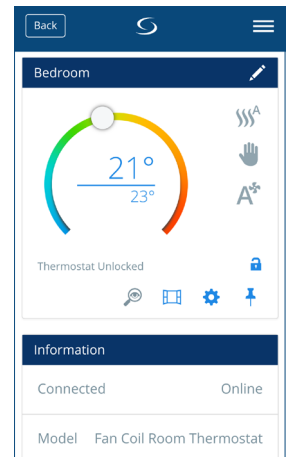 Back
Bedroom
A
21°
23°
A
Thermostat Unlocked
Information
Connected Online
Model Fan Coil Room Thermostat